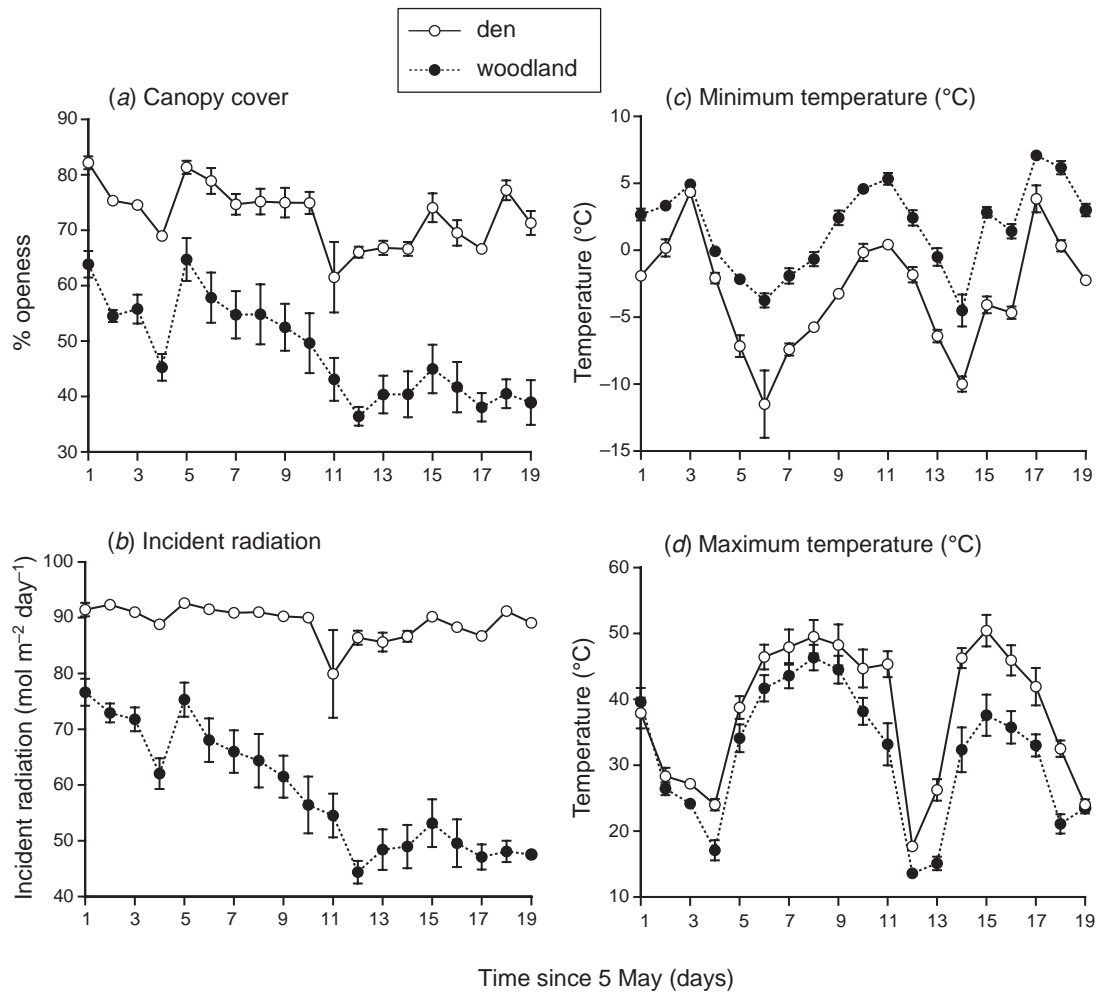 den
woodland
(a) Canopy cover
90
80
70
60
50
40
30
% openess
1 3 5 7 9 11 13 15 17 19
(c) Minimum temperature (°C)
10
5
0
–5
–10
–15
Temperature (°C)
1 3 5 7 9 11 13 15 17 19
(b) Incident radiation
100
90
80
70
60
50
40
Incident radiation (mol m–2 day–1)
1 3 5 7 9 11 13 15 17 19
(d) Maximum temperature (°C)
60
50
40
30
20
10
Temperature (°C)
1 3 5 7 9 11 13 15 17 19
Time since 5 May (days)